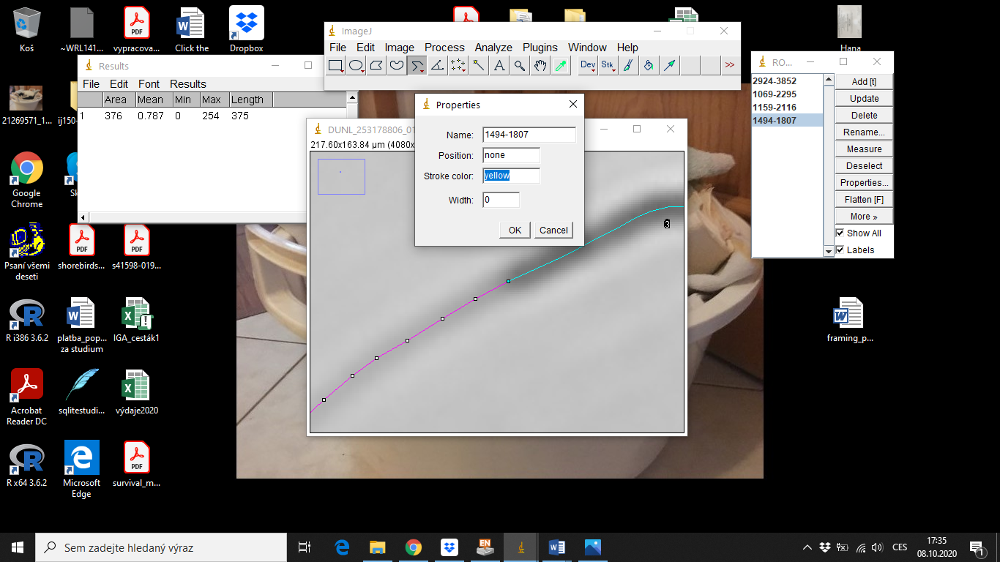 Koš
~WRL141...
vypracova...
Click the
Dropbox
21269571_1...
ij150-
Google
Chrome
Sk
Psaní všemi
deseti
shorebirds...
s41598-019...
R i386 3.6.2
platba_pop...
za studium
IGA_cesták1
Acrobat
Reader DC
sqlitestudi...
výdaje2020
R x64 3.6.2
Microsoft
Edge
survival_m...
Hana
framing_p...
Results
File Edit Font Results
Area Mean Min Max Length
1 376 0.787 0 254 375
ImageJ
File Edit Image Process Analyze Plugins Window Help
Dev Stk >>
DUNL_253178806_01
217.60x163.84 µm (4080x
3
Properties
Name: 1494-1807
Position: none
Stroke color: yellow
Width: 0
OK Cancel
RO...
2924-3852
1069-2295
1159-2116
1494-1807
Add [t]
Update
Delete
Rename...
Measure
Deselect
Properties...
Flatten [F]
More »
Show All
Labels
Sem zadejte hledaný výraz
EN
CES
17:35
08.10.2020
1